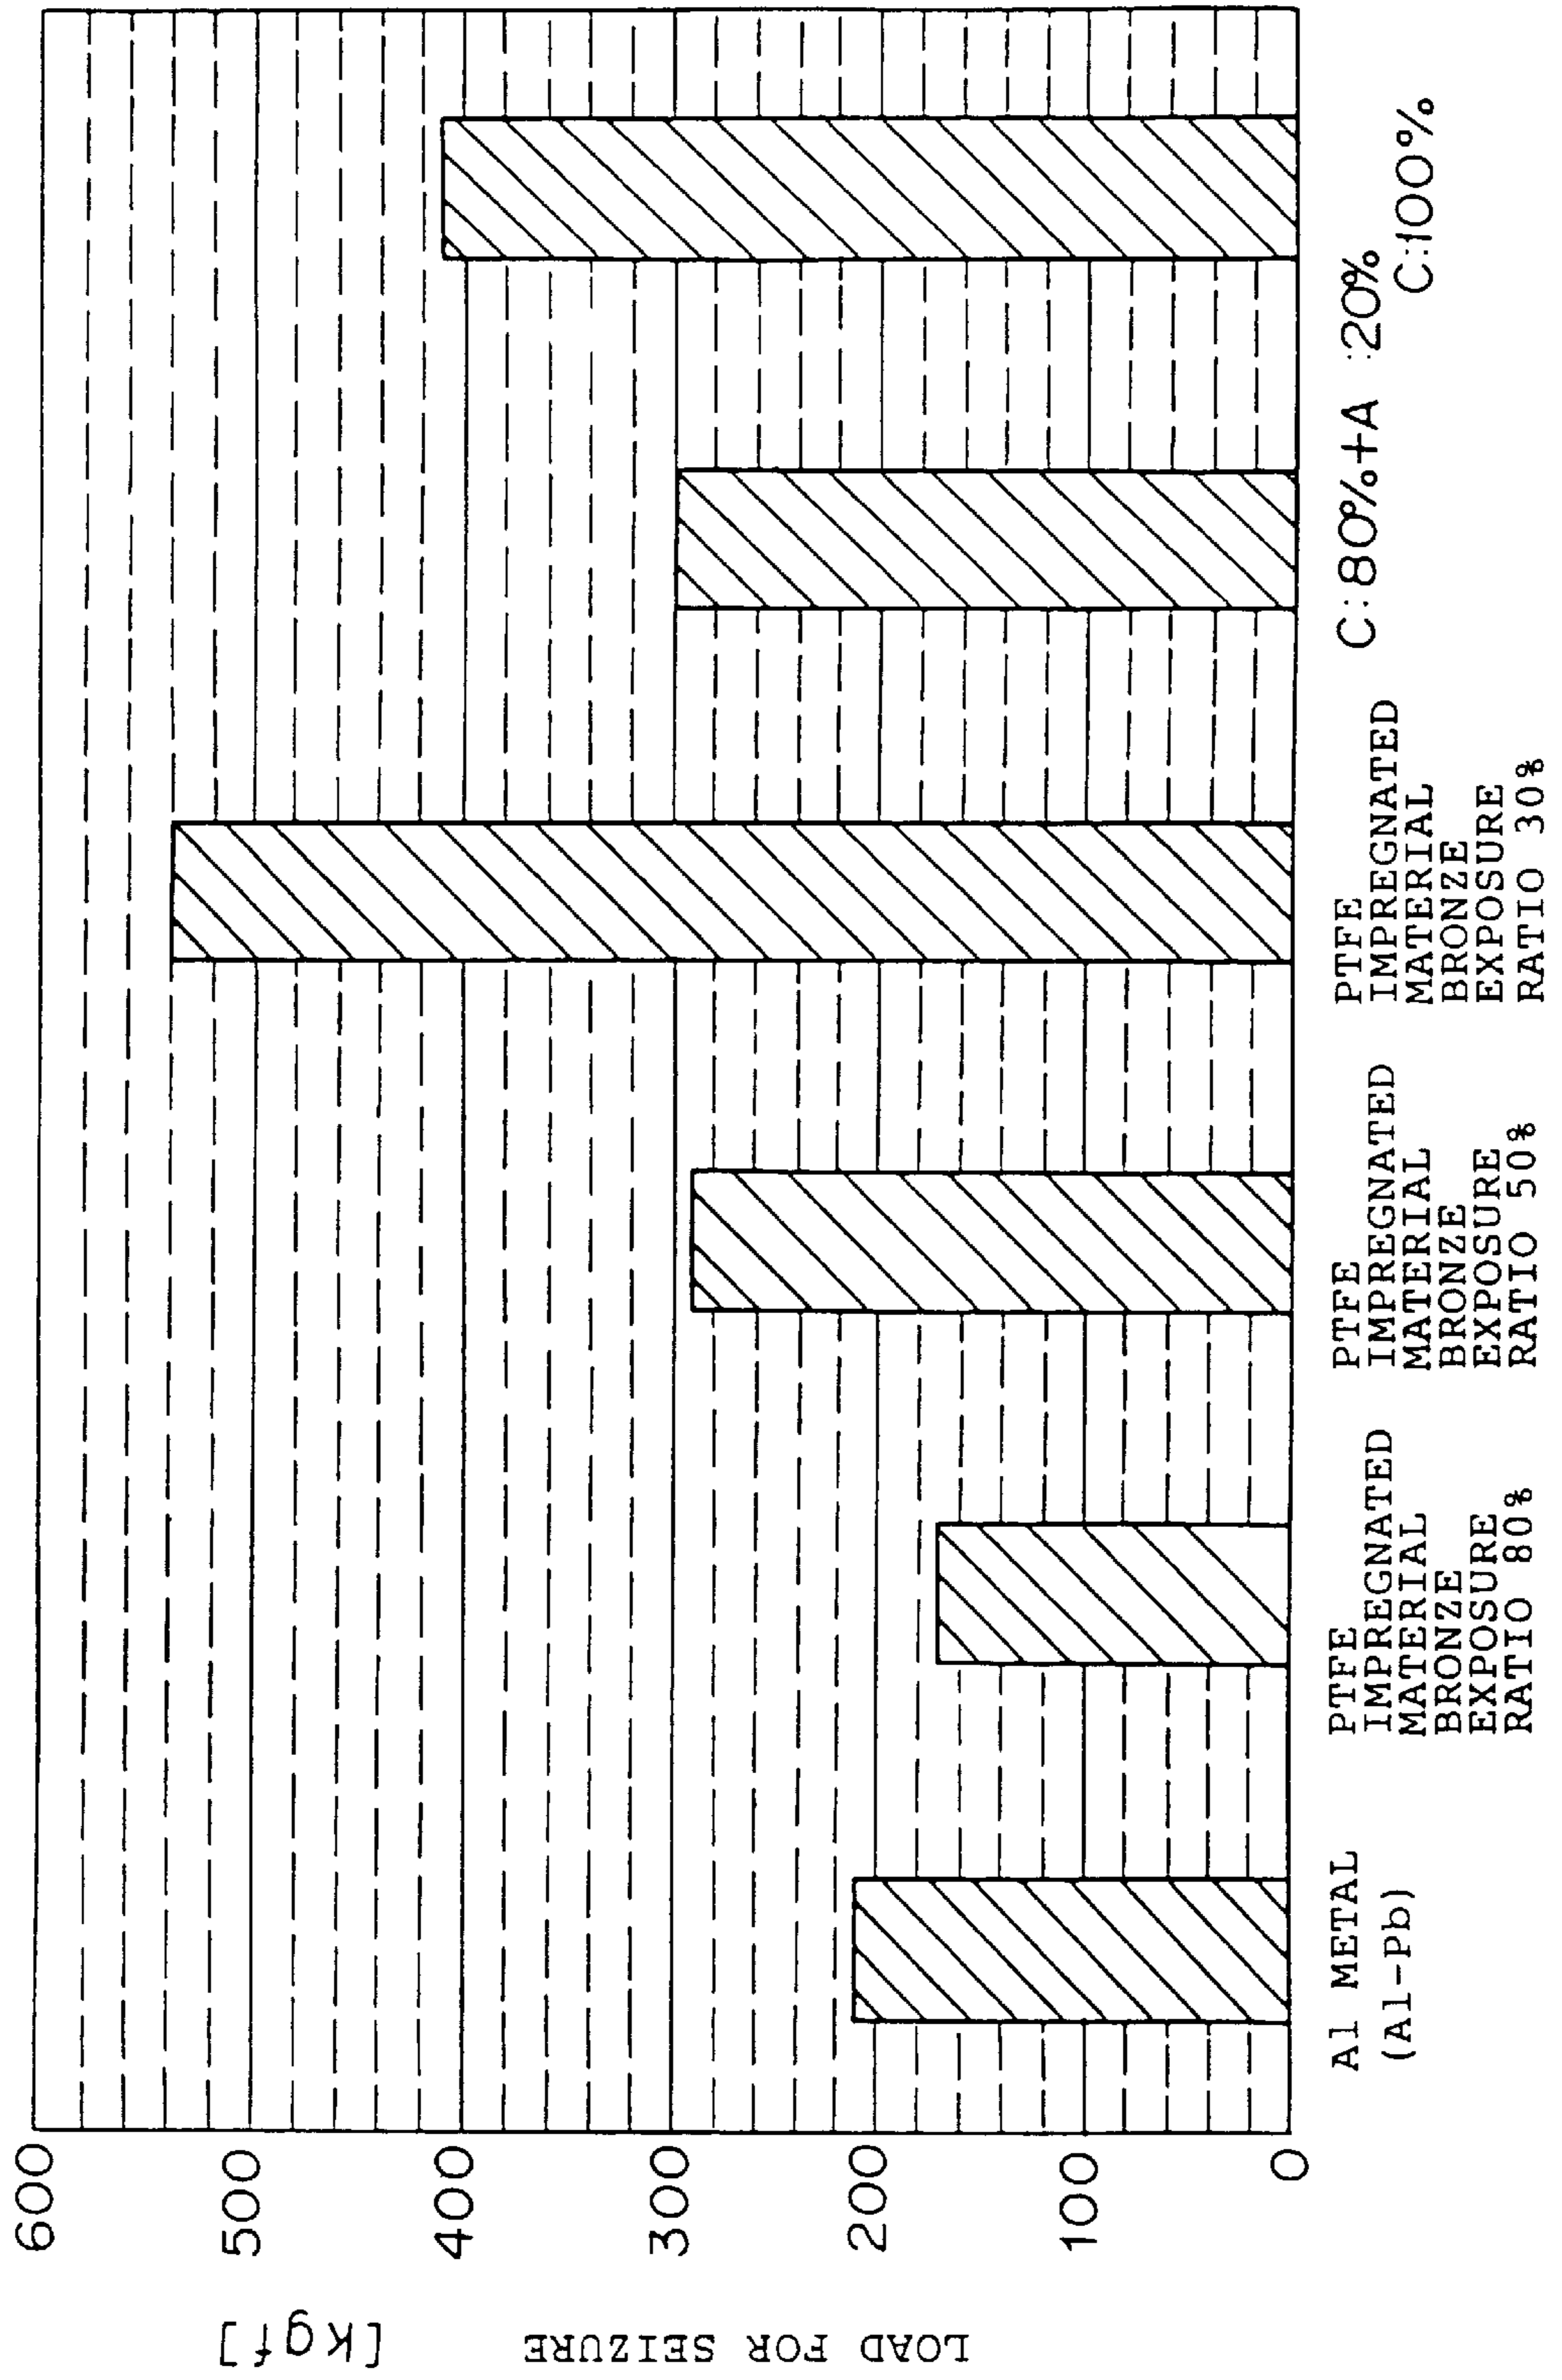 LOAD FOR SEIZURE [kgf]
600
500
400
300
200
100
0
Al METAL
(Al-Pb)
PTFE
IMPREGNATED
MATERIAL
BRONZE
EXPOSURE
RATIO 80%
PTFE
IMPREGNATED
MATERIAL
BRONZE
EXPOSURE
RATIO 50%
PTFE
IMPREGNATED
MATERIAL
BRONZE
EXPOSURE
RATIO 30%
C:80%+A :20%
C:100%